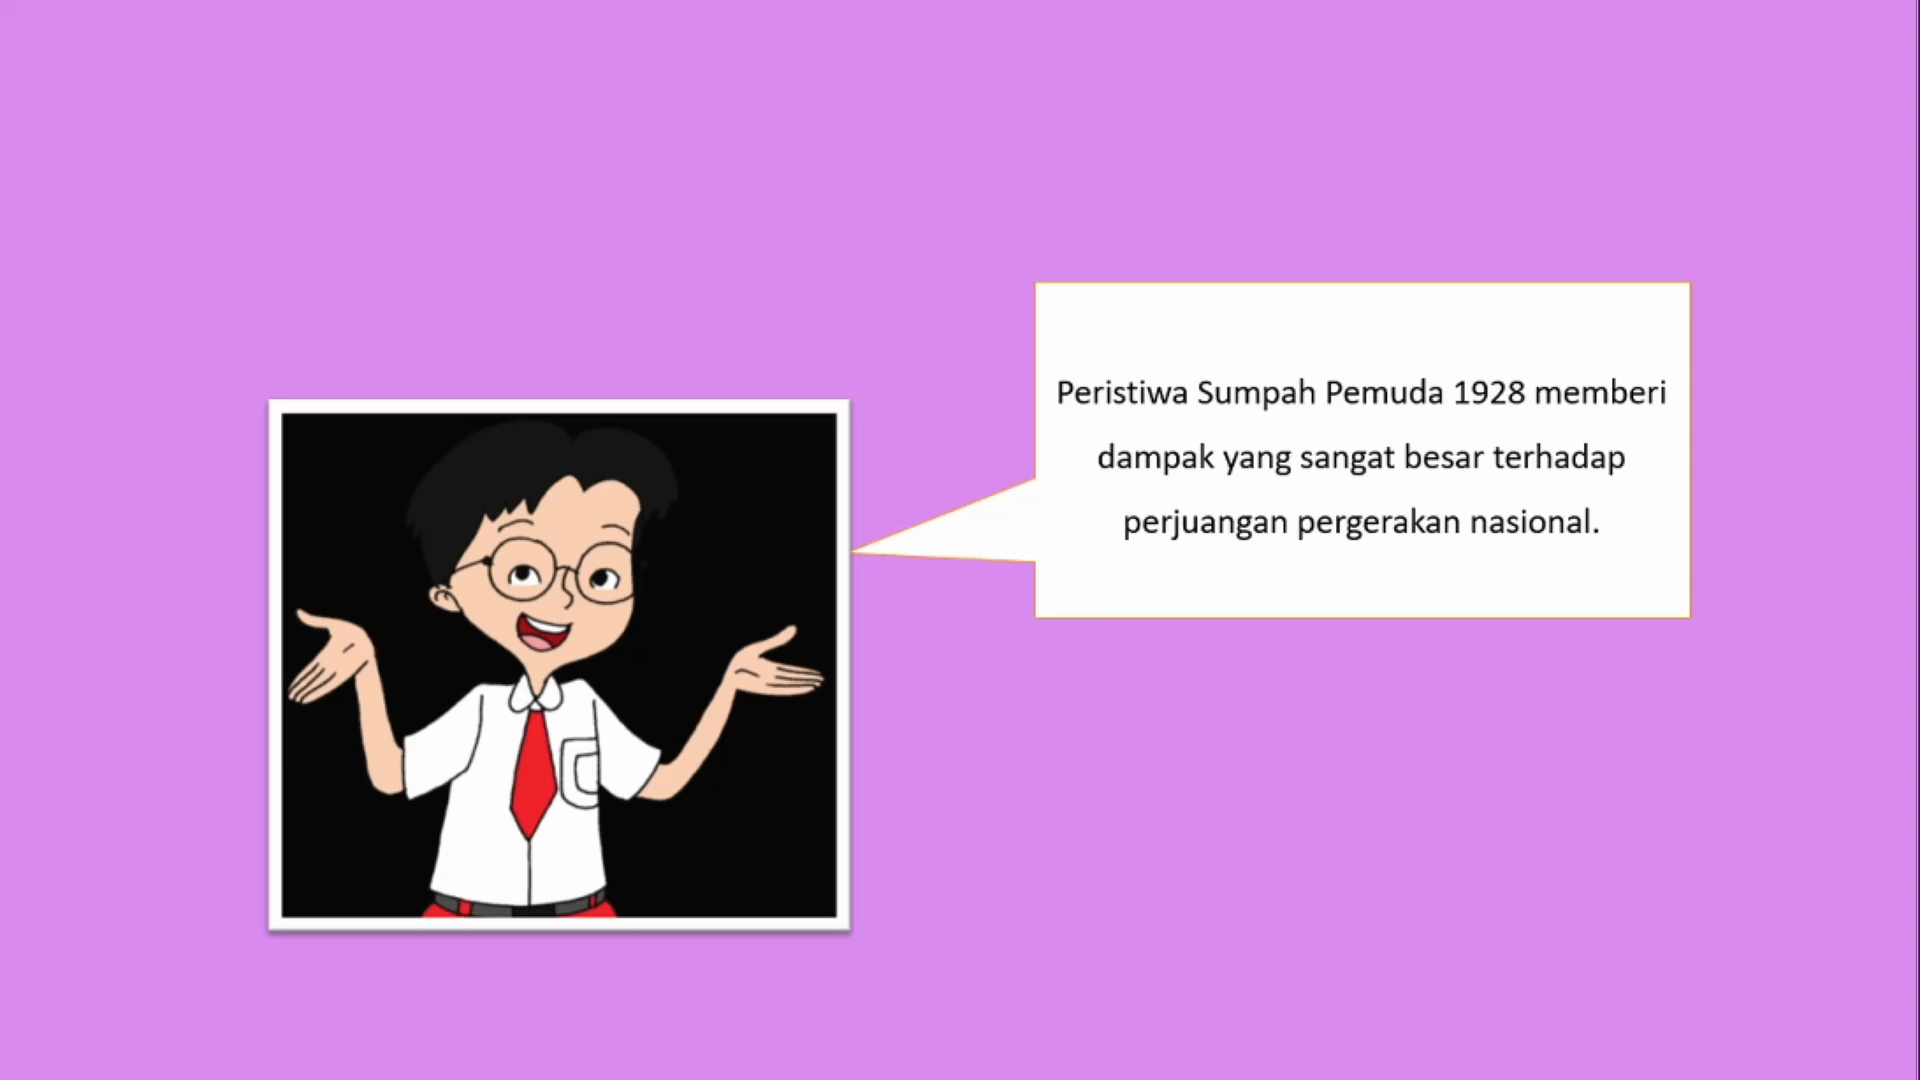 Peristiwa Sumpah Pemuda 1928 memberi
dampak yang sangat besar terhadap
perjuangan pergerakan nasional.